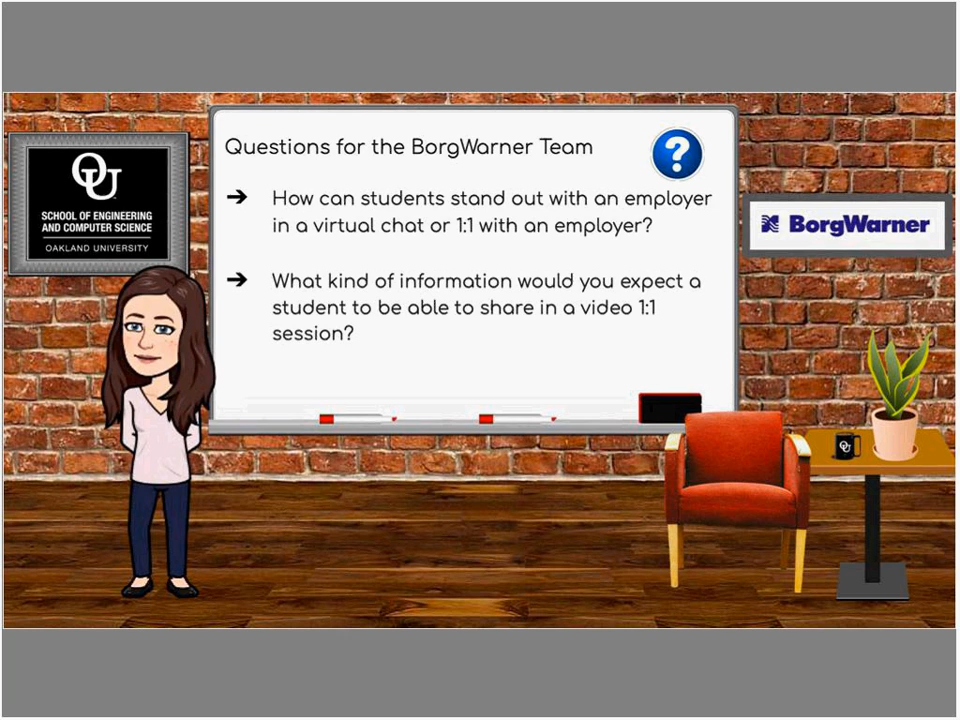 Questions for the BorgWarner Team
?
➔ How can students stand out with an employer
in a virtual chat or 1:1 with an employer?
➔ What kind of information would you expect a
student to be able to share in a video 1:1
session?
OU
SCHOOL OF ENGINEERING
AND COMPUTER SCIENCE
OAKLAND UNIVERSITY
BorgWarner
OU